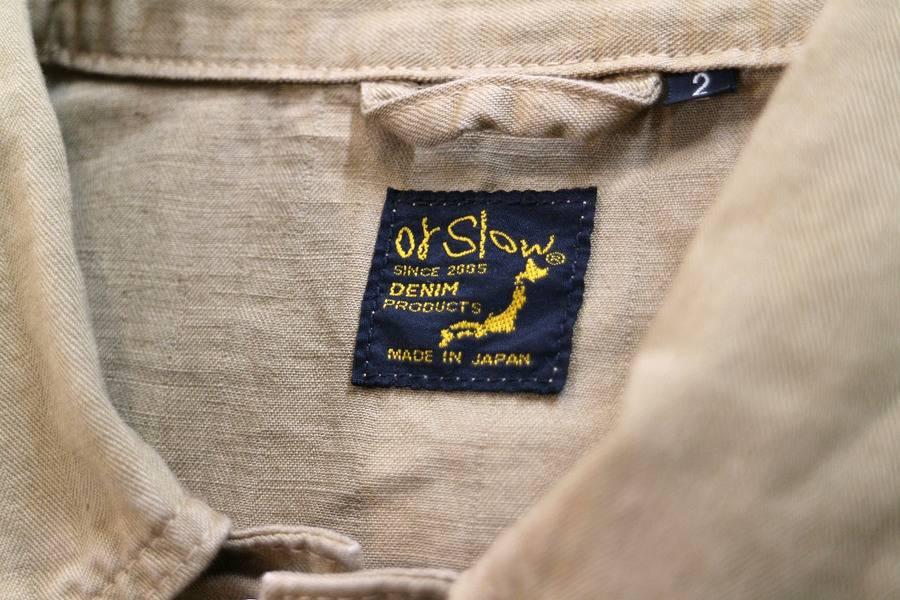 2
orSlow®
SINCE 2005
DENIM
PRODUCTS
MADE IN JAPAN